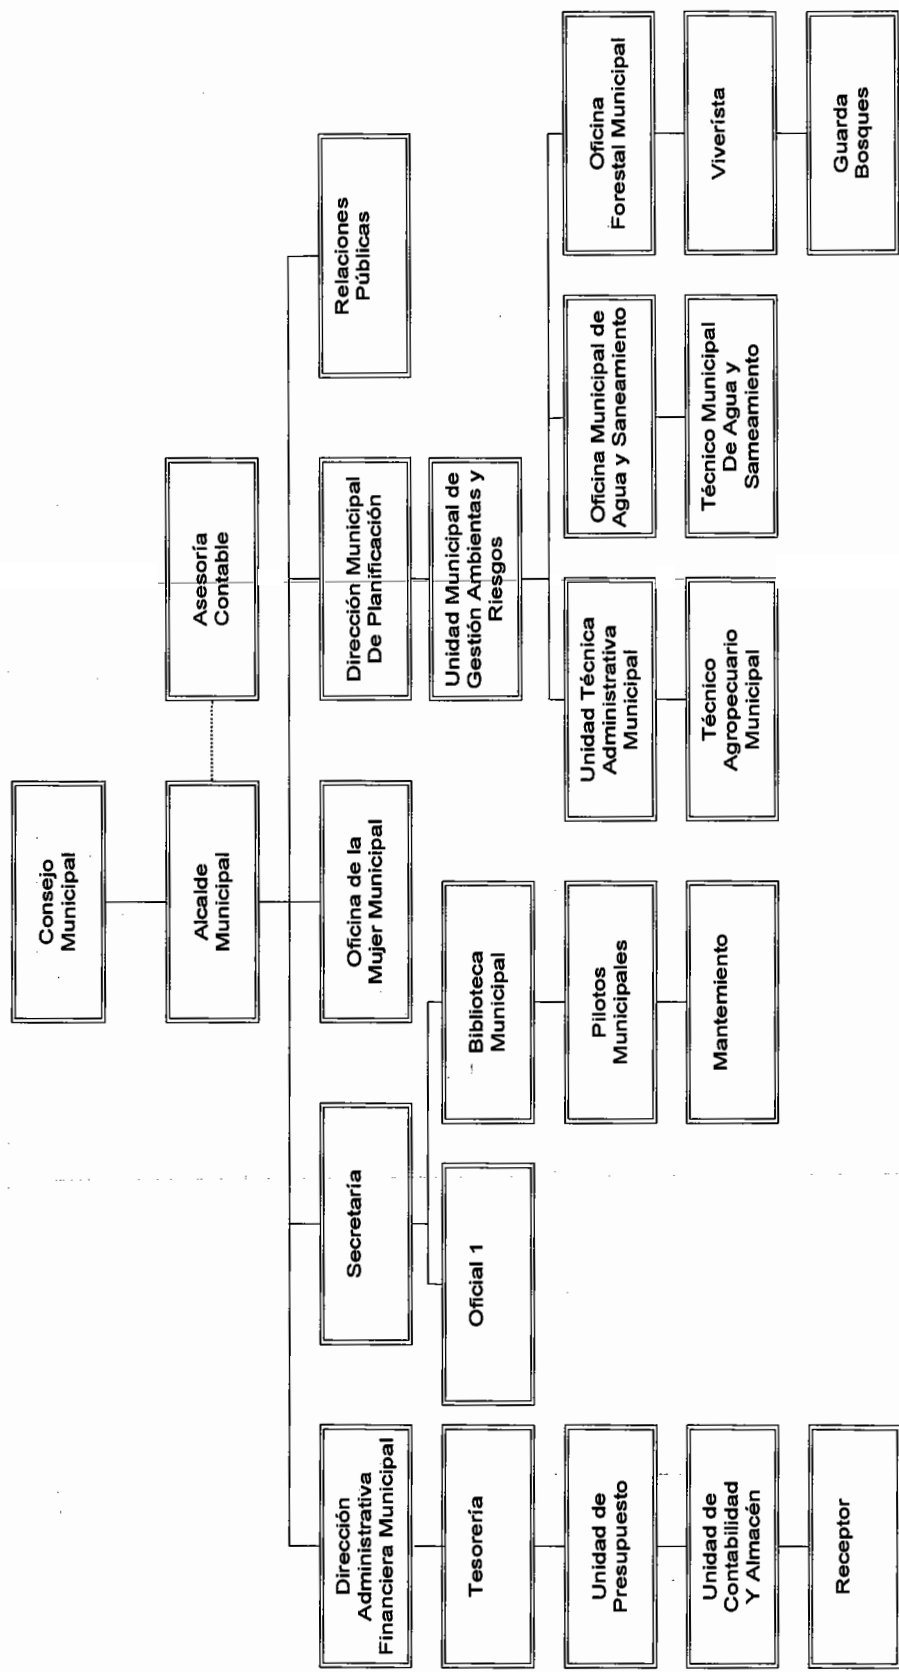 Consejo
Municipal
Alcalde
Municipal
Asesoría
Contable
Dirección
Administrativa
Financiera Municipal
Secretaría
Oficina de la
Mujer Municipal
Dirección Municipal
De Planificación
Relaciones
Públicas
Tesorería
Oficial 1
Biblioteca
Municipal
Unidad Municipal de
Gestión Ambientas y
Riesgos
Unidad de
Presupuesto
Pilotos
Municipales
Unidad Técnica
Administrativa
Municipal
Oficina Municipal de
Agua y Saneamiento
Oficina
Forestal Municipal
Unidad de
Contabilidad
Y Almacén
Mantemiento
Técnico
Agropecuario
Municipal
Técnico Municipal
De Agua y
Sameamiento
Viverista
Receptor
Guarda
Bosques